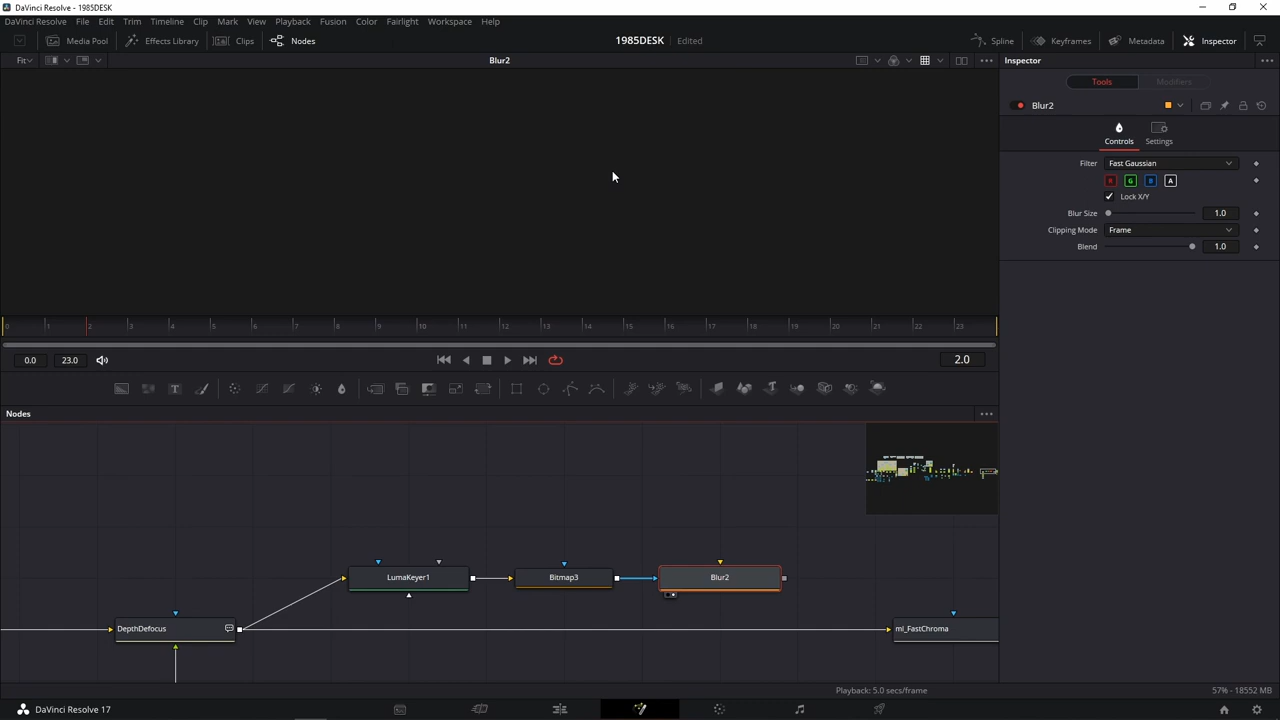 DaVinci Resolve - 1985DESK
DaVinci Resolve File Edit Trim Timeline Clip Mark View Playback Fusion Color Fairlight Workspace Help
Media Pool Effects Library Clips Nodes 1985DESK Edited Spline Keyframes Metadata Inspector
Fit Blur2 Inspector
Tools Modifiers
Blur2
Controls Settings
Filter Fast Gaussian
R G B A
Lock X/Y
Blur Size 1.0
Clipping Mode Frame
Blend 1.0
0 1 2 3 4 5 6 7 8 9 10 11 12 13 14 15 16 17 18 19 20 21 22 23
0.0 23.0 2.0
T
Nodes
LumaKeyer1 Bitmap3 Blur2
DepthDefocus ml_FastChroma
Playback: 5.0 secs/frame 57% - 18552 MB
DaVinci Resolve 17